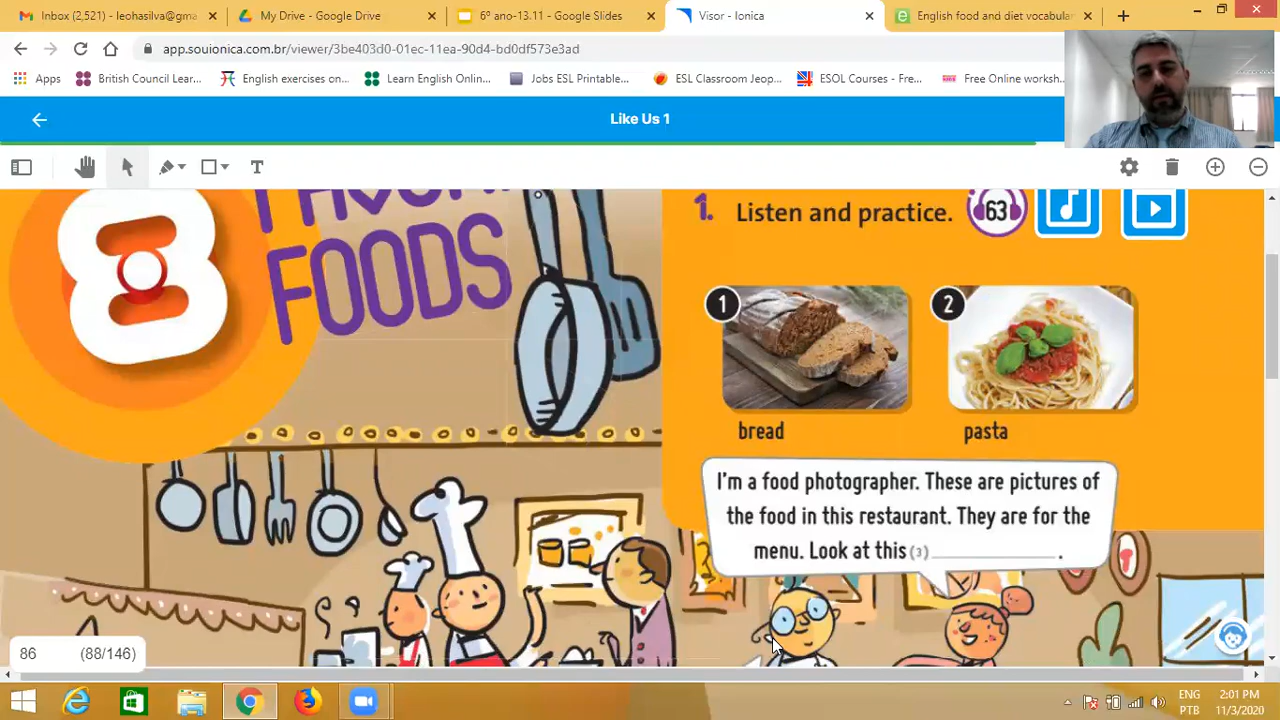 Inbox (2,521) - leohasilva@gma
My Drive - Google Drive
6º ano-13.11 - Google Slides
Visor - Ionica
English food and diet vocabular
app.souionica.com.br/viewer/3be403d0-01ec-11ea-90d4-bd0df573e3ad
Apps
British Council Lear...
English exercises on...
Learn English Onlin...
Jobs ESL Printable...
ESL Classroom Jeop...
ESOL Courses - Fre...
Free Online worksh...
Like Us 1
T
8
FOODS
1. Listen and practice. 63
1
2
bread
pasta
I'm a food photographer. These are pictures of
the food in this restaurant. They are for the
menu. Look at this (3) ________________ .
86 (88/146)
ENG
PTB
2:01 PM
11/3/2020